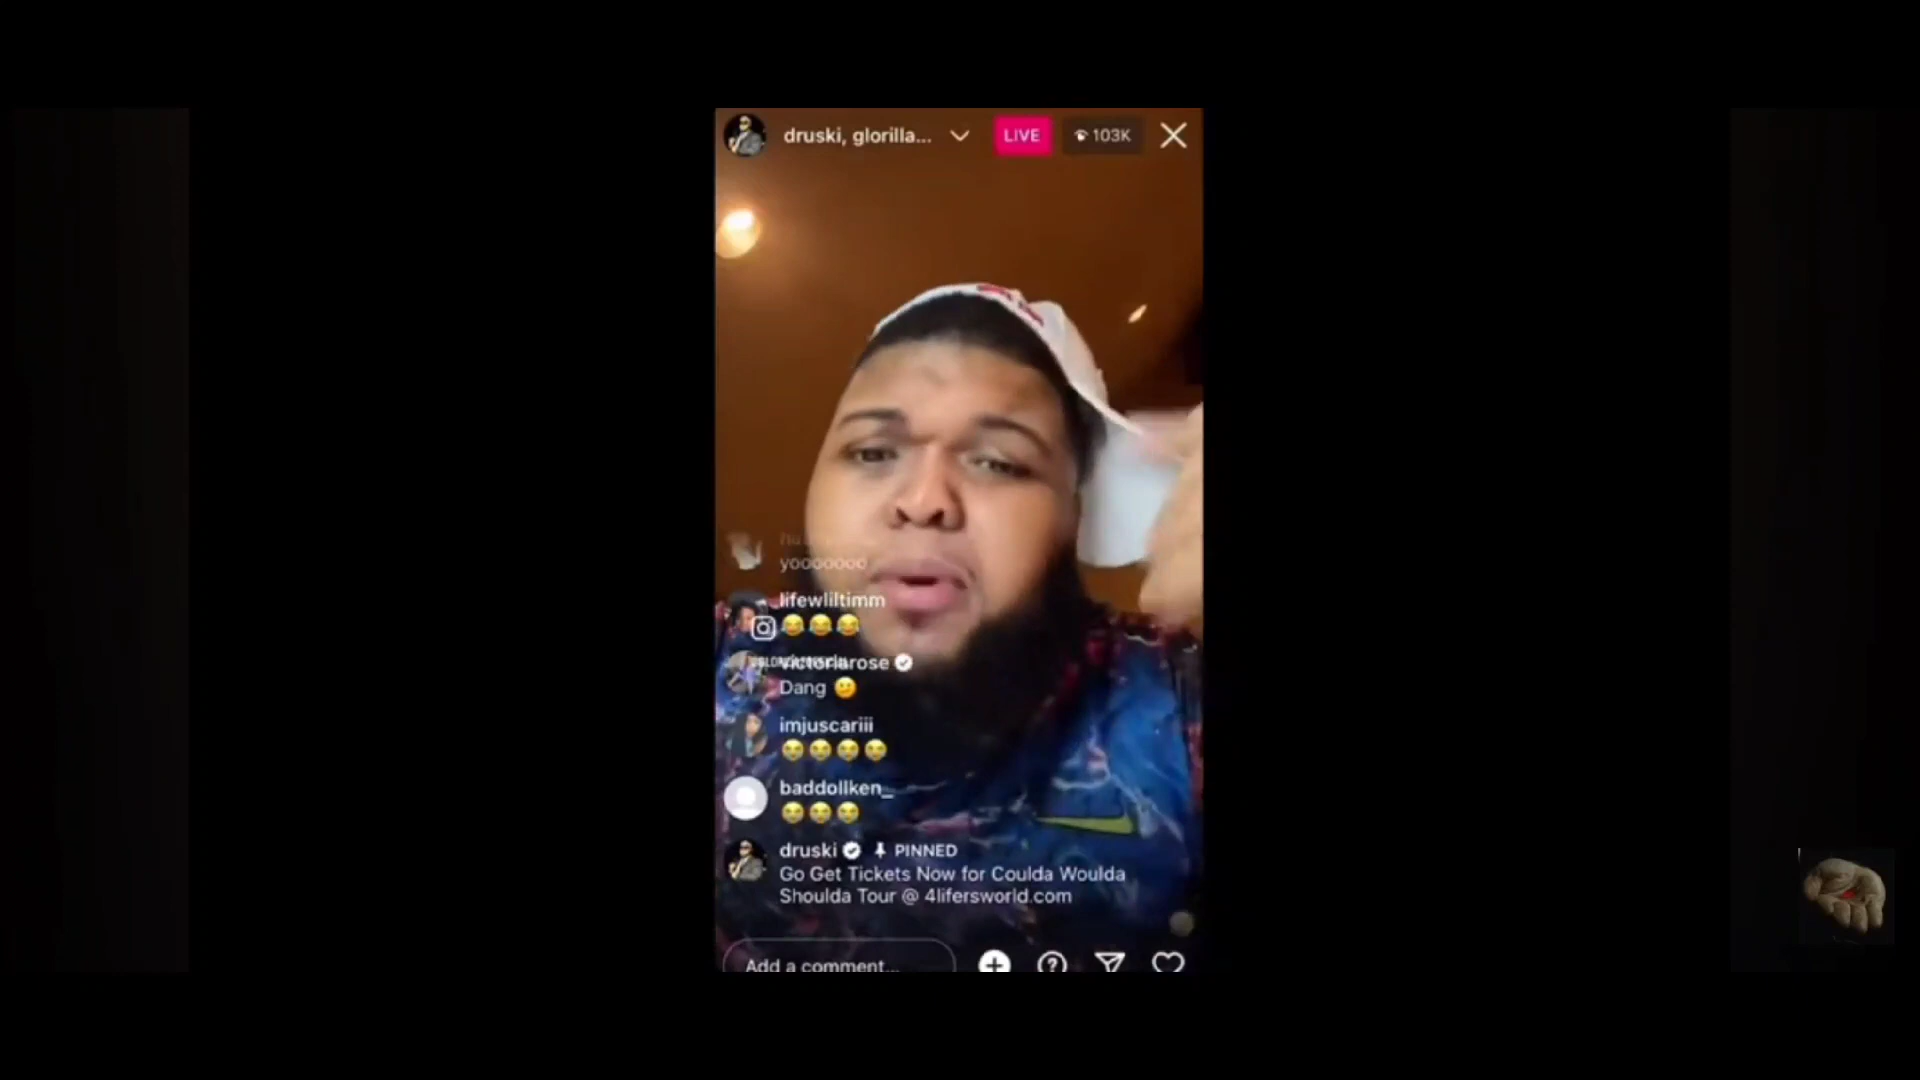 druski, glorilla...
LIVE
103K
yooooooo
lifewliltimm
😂😂😂
victoriarose
Dang 🫤
imjuscariii
😂😂😂😂
baddollken_
😂😂😂
druski PINNED
Go Get Tickets Now for Coulda Woulda
Shoulda Tour @ 4lifersworld.com
Add a comment...